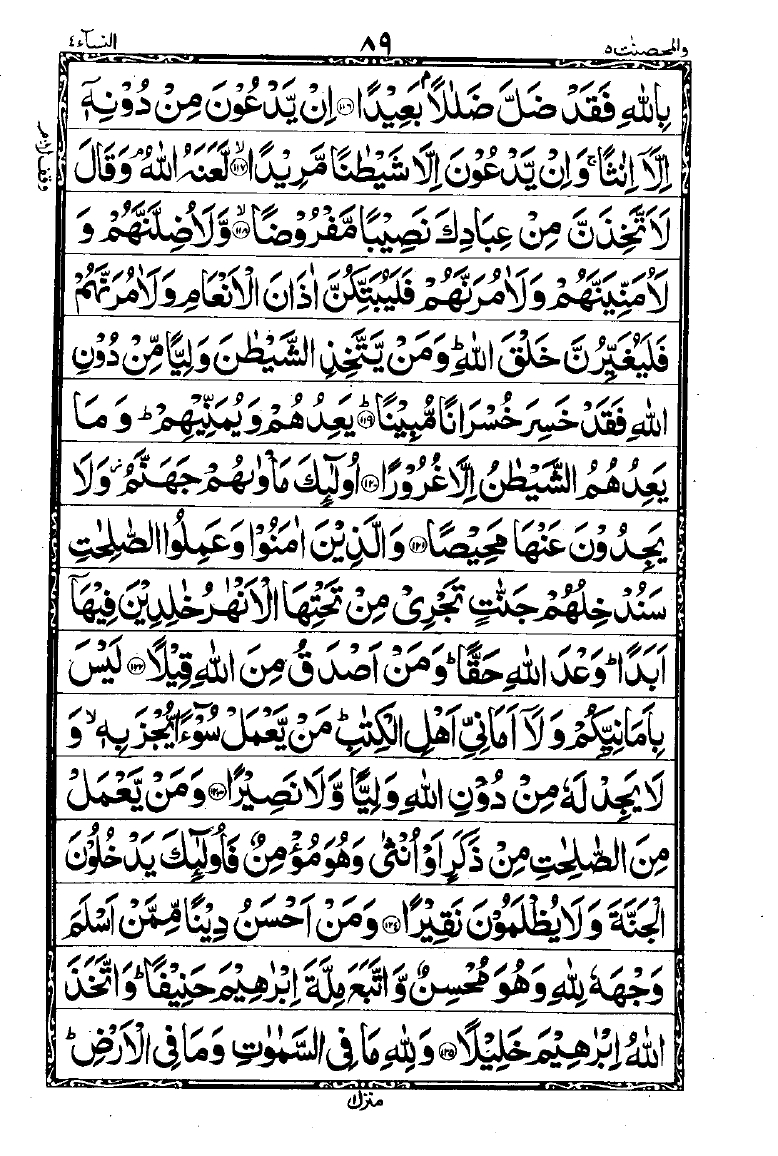 والمحصنٰت ٥ ٨٩ النسآء ٤
بِاللّٰهِ فَقَدْ ضَلَّ ضَلٰلًاۢ بَعِيْدًا ﴿١١٦﴾ اِنْ يَّدْعُوْنَ مِنْ دُوْنِهٖٓ
اِلَّآ اِنٰثًا ۚ وَاِنْ يَّدْعُوْنَ اِلَّا شَيْطٰنًا مَّرِيْدًا ﴿١١٧﴾ۙ لَّعَنَهُ اللّٰهُ ۘ وَقَالَ
وقف لازم
لَاَتَّخِذَنَّ مِنْ عِبَادِكَ نَصِيْبًا مَّفْرُوْضًا ﴿١١٨﴾ۙ وَّلَاُضِلَّنَّهُمْ وَ
لَاُمَنِّيَنَّهُمْ وَلَاٰمُرَنَّهُمْ فَلَيُبَتِّكُنَّ اٰذَانَ الْاَنْعَامِ وَلَاٰمُرَنَّهُمْ
فَلَيُغَيِّرُنَّ خَلْقَ اللّٰهِ ؕ وَمَنْ يَّتَّخِذِ الشَّيْطٰنَ وَلِيًّا مِّنْ دُوْنِ
اللّٰهِ فَقَدْ خَسِرَ خُسْرَانًا مُّبِيْنًا ﴿١١٩﴾ؕ يَعِدُهُمْ وَيُمَنِّيْهِمْ ؕ وَمَا
يَعِدُهُمُ الشَّيْطٰنُ اِلَّا غُرُوْرًا ﴿١٢٠﴾ اُولٰٓئِكَ مَاْوٰىهُمْ جَهَنَّمُ ز وَلَا
يَجِدُوْنَ عَنْهَا مَحِيْصًا ﴿١٢١﴾ وَالَّذِيْنَ اٰمَنُوْا وَعَمِلُوا الصّٰلِحٰتِ
سَنُدْخِلُهُمْ جَنّٰتٍ تَجْرِيْ مِنْ تَحْتِهَا الْاَنْهٰرُ خٰلِدِيْنَ فِيْهَآ
اَبَدًا ؕ وَعْدَ اللّٰهِ حَقًّا ؕ وَمَنْ اَصْدَقُ مِنَ اللّٰهِ قِيْلًا ﴿١٢٢﴾ لَيْسَ
بِاَمَانِيِّكُمْ وَلَآ اَمَانِيِّ اَهْلِ الْكِتٰبِ ؕ مَنْ يَّعْمَلْ سُوْٓءًا يُّجْزَ بِهٖ ۙ وَ
لَا يَجِدْ لَهٗ مِنْ دُوْنِ اللّٰهِ وَلِيًّا وَّلَا نَصِيْرًا ﴿١٢٣﴾ وَمَنْ يَّعْمَلْ
مِنَ الصّٰلِحٰتِ مِنْ ذَكَرٍ اَوْ اُنْثٰى وَهُوَ مُؤْمِنٌ فَاُولٰٓئِكَ يَدْخُلُوْنَ
الْجَنَّةَ وَلَا يُظْلَمُوْنَ نَقِيْرًا ﴿١٢٤﴾ وَمَنْ اَحْسَنُ دِيْنًا مِّمَّنْ اَسْلَمَ
وَجْهَهٗ لِلّٰهِ وَهُوَ مُحْسِنٌ وَّاتَّبَعَ مِلَّةَ اِبْرٰهِيْمَ حَنِيْفًا ؕ وَاتَّخَذَ
اللّٰهُ اِبْرٰهِيْمَ خَلِيْلًا ﴿١٢٥﴾ وَلِلّٰهِ مَا فِى السَّمٰوٰتِ وَمَا فِى الْاَرْضِ ؕ
منزل ١